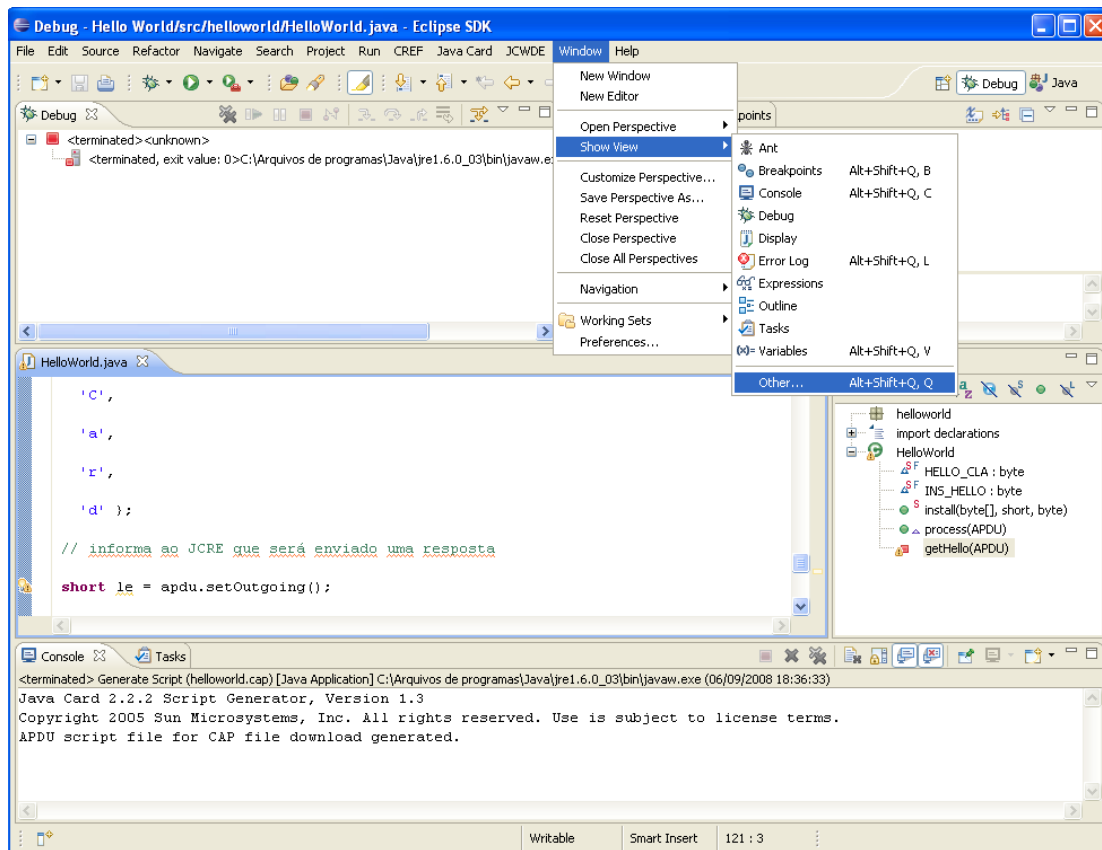 Debug - Hello World/src/helloworld/HelloWorld.java - Eclipse SDK
File Edit Source Refactor Navigate Search Project Run CREF Java Card JCWDE Window Help
Debug Java
New Window
New Editor
Open Perspective
Show View
Customize Perspective...
Save Perspective As...
Reset Perspective
Close Perspective
Close All Perspectives
Navigation
Working Sets
Preferences...
Ant
Breakpoints Alt+Shift+Q, B
Console Alt+Shift+Q, C
Debug
Display
Error Log Alt+Shift+Q, L
Expressions
Outline
Tasks
(x)= Variables Alt+Shift+Q, V
Other... Alt+Shift+Q, Q
Debug
points
<terminated><unknown>
<terminated, exit value: 0>C:\Arquivos de programas\Java\jre1.6.0_03\bin\javaw.e
HelloWorld.java
'C',
'a',
'r',
'd' };
// informa ao JCRE que será enviado uma resposta
short le = apdu.setOutgoing();
helloworld
import declarations
HelloWorld
HELLO_CLA : byte
INS_HELLO : byte
install(byte[], short, byte)
process(APDU)
getHello(APDU)
Console Tasks
<terminated> Generate Script (helloworld.cap) [Java Application] C:\Arquivos de programas\Java\jre1.6.0_03\bin\javaw.exe (06/09/2008 18:36:33)
Java Card 2.2.2 Script Generator, Version 1.3
Copyright 2005 Sun Microsystems, Inc. All rights reserved. Use is subject to license terms.
APDU script file for CAP file download generated.
Writable Smart Insert 121 : 3